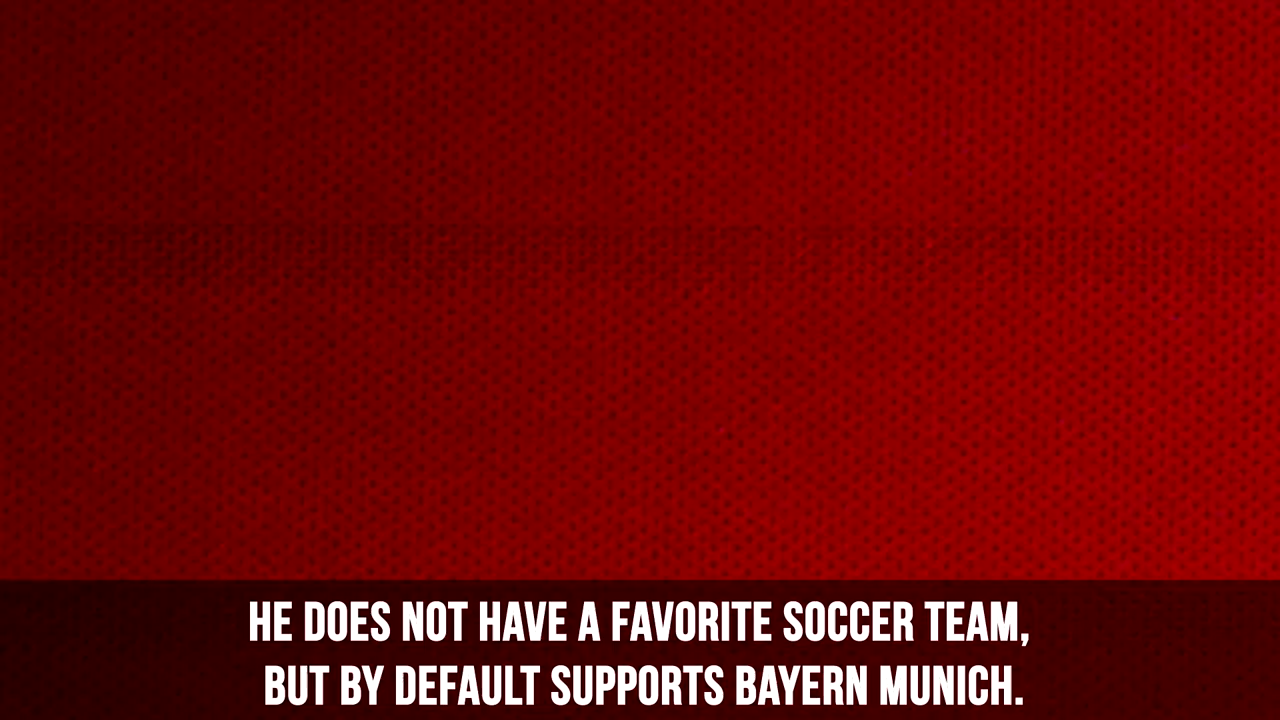 HE DOES NOT HAVE A FAVORITE SOCCER TEAM,
BUT BY DEFAULT SUPPORTS BAYERN MUNICH.